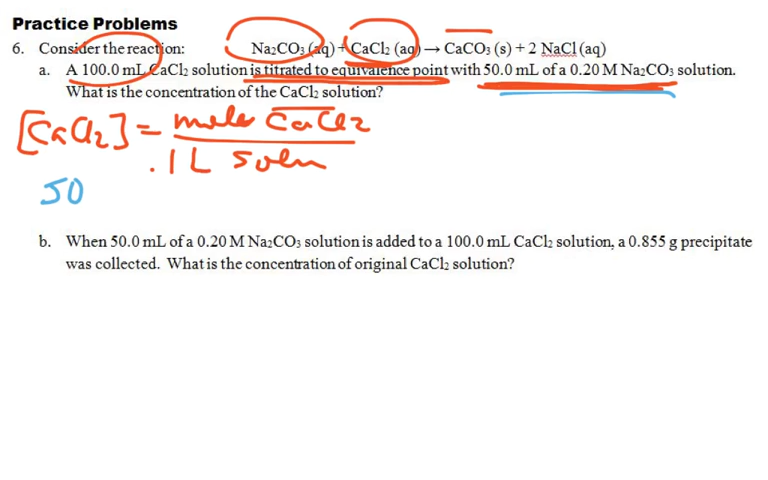 Practice Problems
6. Consider the reaction: Na₂CO₃ (aq) + CaCl₂ (aq) → CaCO₃ (s) + 2 NaCl (aq)
a. A 100.0 mL CaCl₂ solution is titrated to equivalence point with 50.0 mL of a 0.20 M Na₂CO₃ solution.
What is the concentration of the CaCl₂ solution?
[CaCl₂] = moles CaCl₂
.1 L soln
50
b. When 50.0 mL of a 0.20 M Na₂CO₃ solution is added to a 100.0 mL CaCl₂ solution, a 0.855 g precipitate
was collected. What is the concentration of original CaCl₂ solution?